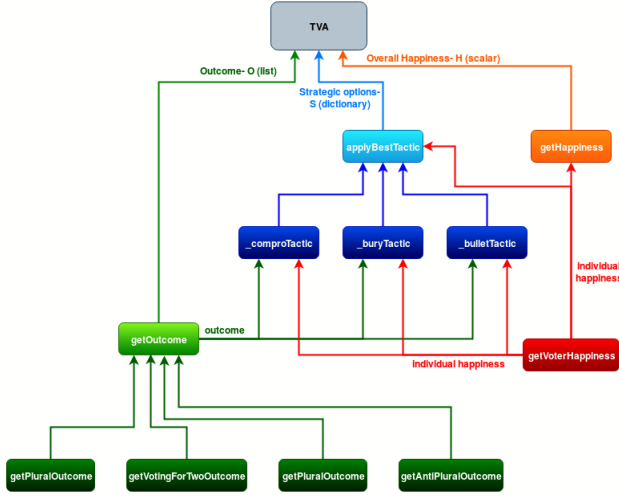 TVA
Outcome- O (list)
Overall Happiness- H (scalar)
Strategic options-
S (dictionary)
applyBestTactic
getHappiness
_comproTactic
_buryTactic
_bulletTactic
individual
happiness
outcome
getOutcome
getVoterHappiness
individual happiness
getPluralOutcome
getVotingForTwoOutcome
getPluralOutcome
getAntiPluralOutcome